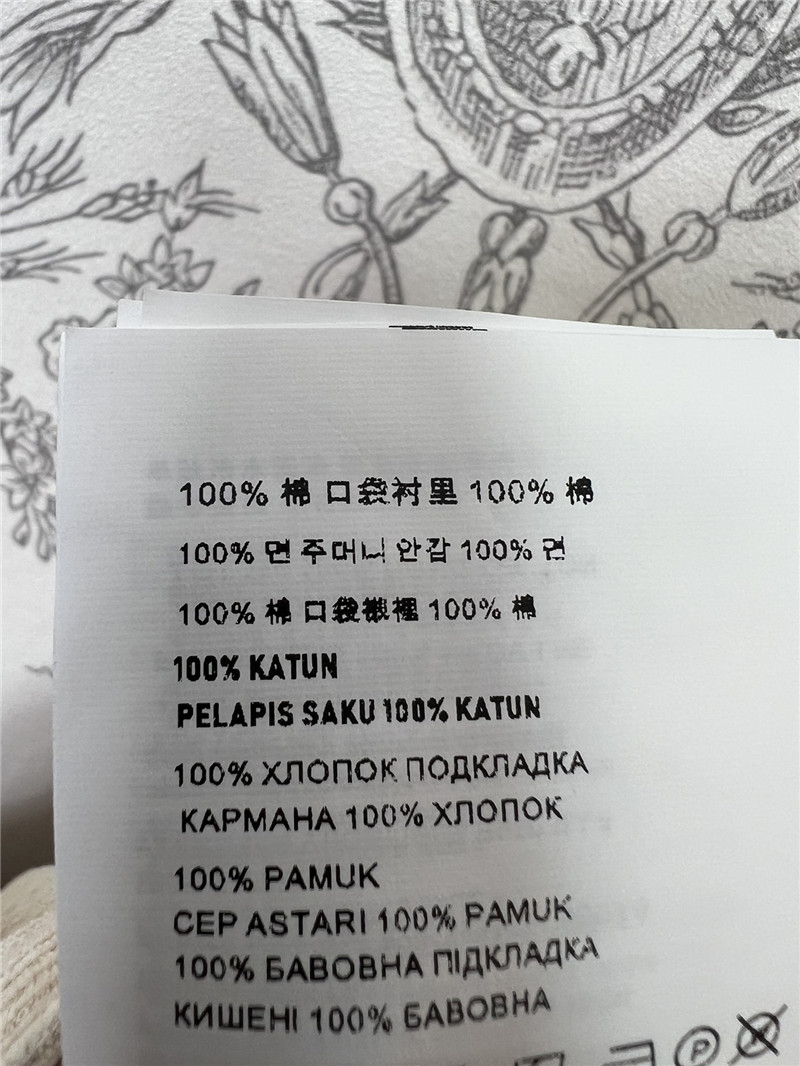 100% 棉 口袋衬里 100% 棉
100% 면 주머니 안감 100% 면
100% 棉 口袋襯裡 100% 棉
100% KATUN
PELAPIS SAKU 100% KATUN
100% ХЛОПОК ПОДКЛАДКА
КАРМАНА 100% ХЛОПОК
100% PAMUK
CEP ASTARI 100% PAMUK
100% БАВОВНА ПІДКЛАДКА
КИШЕНІ 100% БАВОВНА
P